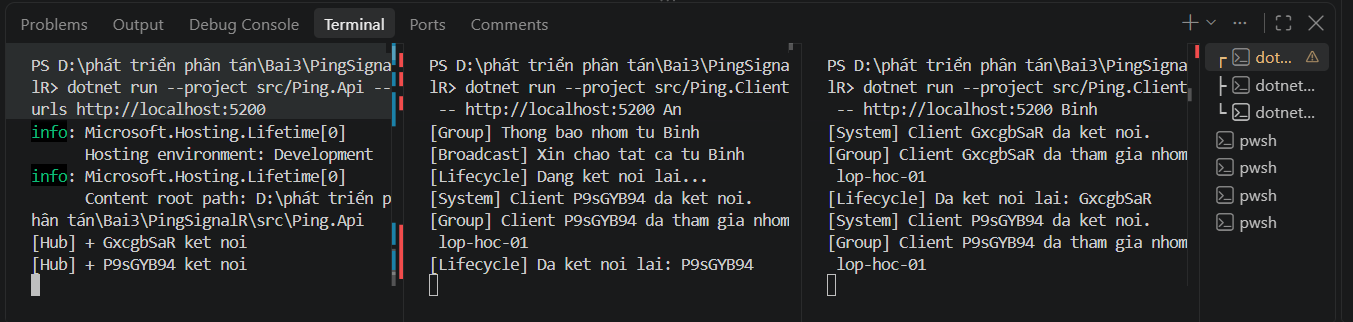 Problems Output Debug Console Terminal Ports Comments
PS D:\phát triển phân tán\Bai3\PingSigna
lR> dotnet run --project src/Ping.Api --
urls http://localhost:5200
info: Microsoft.Hosting.Lifetime[0]
Hosting environment: Development
info: Microsoft.Hosting.Lifetime[0]
Content root path: D:\phát triển p
hân tán\Bai3\PingSignalR\src\Ping.Api
[Hub] + GxcgbSaR ket noi
[Hub] + P9sGYB94 ket noi
PS D:\phát triển phân tán\Bai3\PingSigna
lR> dotnet run --project src/Ping.Client
-- http://localhost:5200 An
[Group] Thong bao nhom tu Binh
[Broadcast] Xin chao tat ca tu Binh
[Lifecycle] Dang ket noi lai...
[System] Client P9sGYB94 da ket noi.
[Group] Client P9sGYB94 da tham gia nhom
lop-hoc-01
[Lifecycle] Da ket noi lai: P9sGYB94
PS D:\phát triển phân tán\Bai3\PingSigna
lR> dotnet run --project src/Ping.Client
-- http://localhost:5200 Binh
[System] Client GxcgbSaR da ket noi.
[Group] Client GxcgbSaR da tham gia nhom
lop-hoc-01
[Lifecycle] Da ket noi lai: GxcgbSaR
[System] Client P9sGYB94 da ket noi.
[Group] Client P9sGYB94 da tham gia nhom
lop-hoc-01
dot...
dotnet...
dotnet...
pwsh
pwsh
pwsh
pwsh